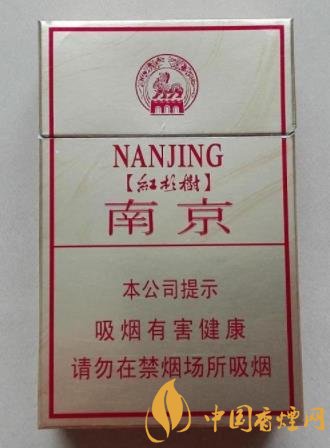 NANJING
【紅杉樹】
南京
本公司提示
吸烟有害健康
请勿在禁烟场所吸烟
中国香烟网